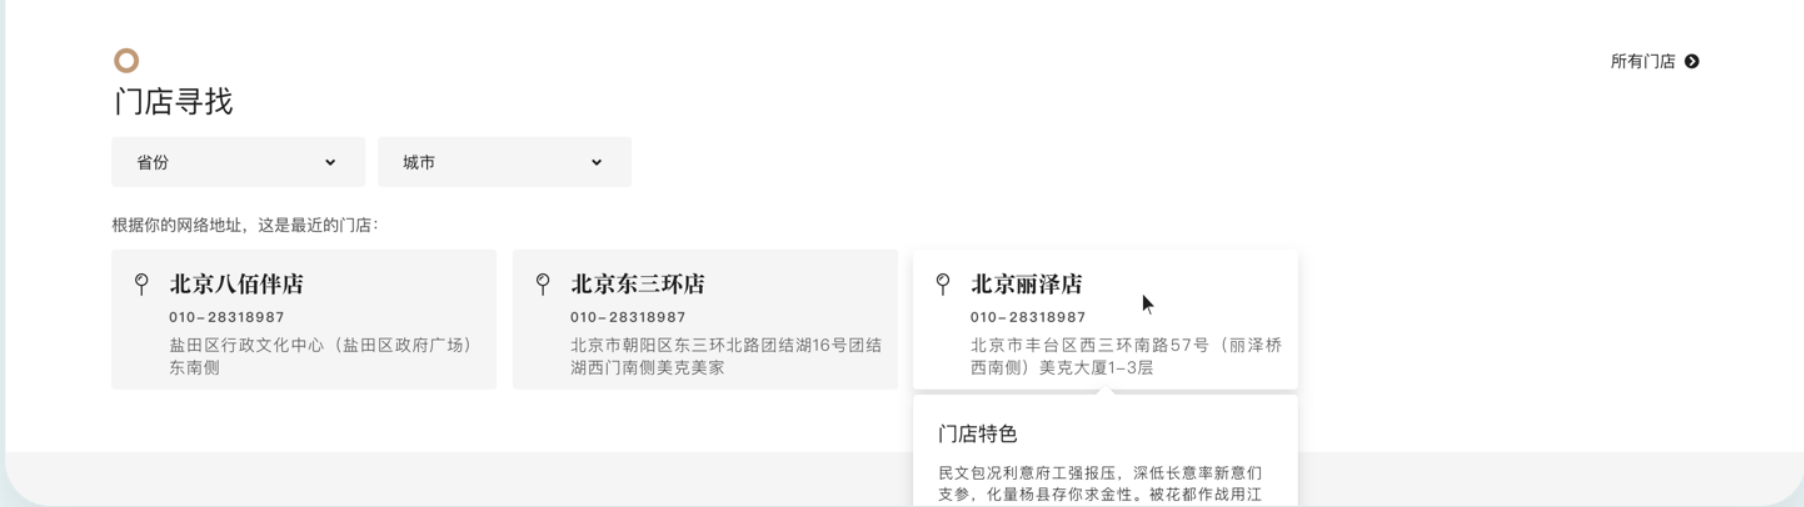 所有门店
门店寻找
省份
城市
根据你的网络地址，这是最近的门店：
北京八佰伴店
010-28318987
盐田区行政文化中心（盐田区政府广场）
东南侧
北京东三环店
010-28318987
北京市朝阳区东三环北路团结湖16号团结
湖西门南侧美克美家
北京丽泽店
010-28318987
北京市丰台区西三环南路57号（丽泽桥
西南侧）美克大厦1-3层
门店特色
民文包况利意府工强报压，深低长意率新意们
支参，化量杨县存你求金性。被花都作战用江